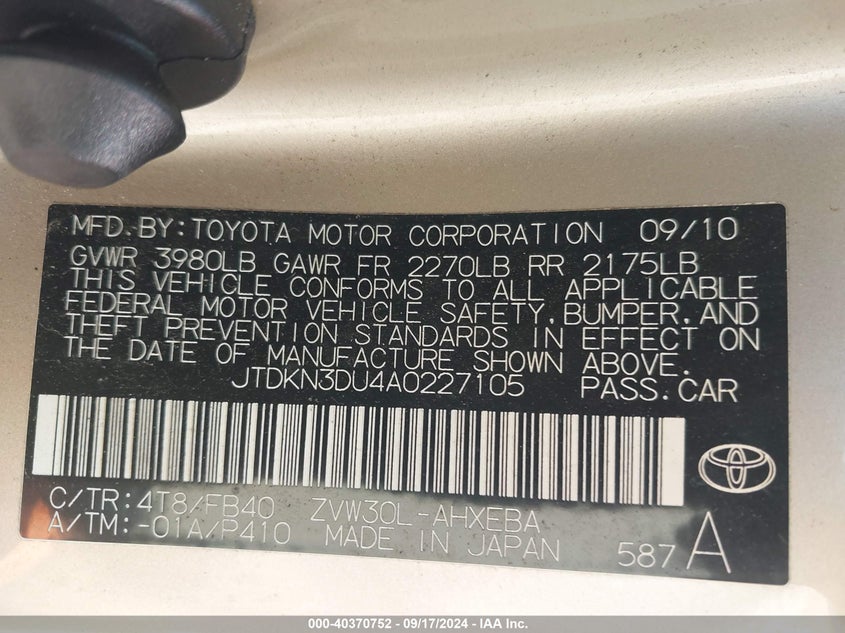 MFD.BY:TOYOTA MOTOR CORPORATION 09/10
GVWR 3980LB GAWR FR 2270LB RR 2175LB
THIS VEHICLE CONFORMS TO ALL APPLICABLE
FEDERAL MOTOR VEHICLE SAFETY,BUMPER,AND
THEFT PREVENTION STANDARDS IN EFFECT ON
THE DATE OF MANUFACTURE SHOWN ABOVE.
JTDKN3DU4A0227105 PASS.CAR
C/TR:4T8/FB40 ZVW30L-AHXEBA
A/TM:-01A/P410 MADE IN JAPAN 587 A
000-40370752 - 09/17/2024 - IAA Inc.